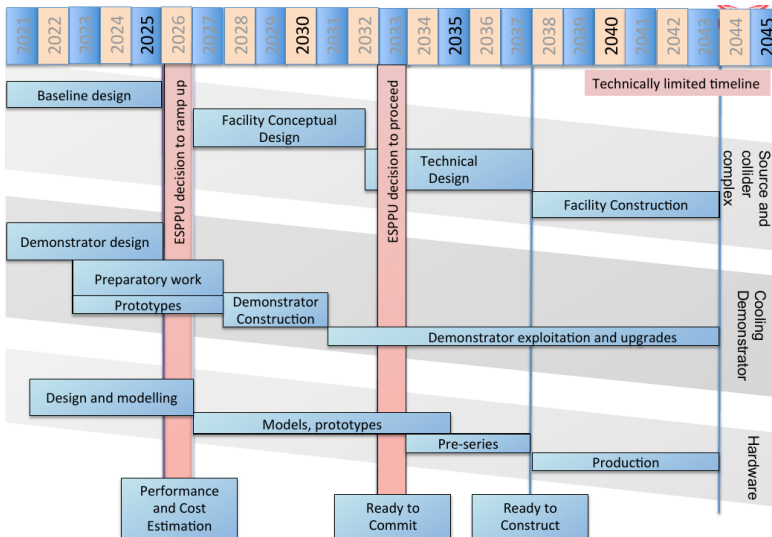 2021 2022 2023 2024 2025 2026 2027 2028 2029 2030 2031 2032 2033 2034 2035 2036 2037 2038 2039 2040 2041 2042 2043 2044 2045
Technically limited timeline
Baseline design
ESPPU decision to ramp up
Facility Conceptual
Design
ESPPU decision to proceed
Technical
Design
Facility Construction
Source and
collider
complex
Demonstrator design
Preparatory work
Prototypes
Demonstrator
Construction
Demonstrator exploitation and upgrades
Cooling
Demonstrator
Design and modelling
Models, prototypes
Pre-series
Production
Hardware
Performance
and Cost
Estimation
Ready to
Commit
Ready to
Construct